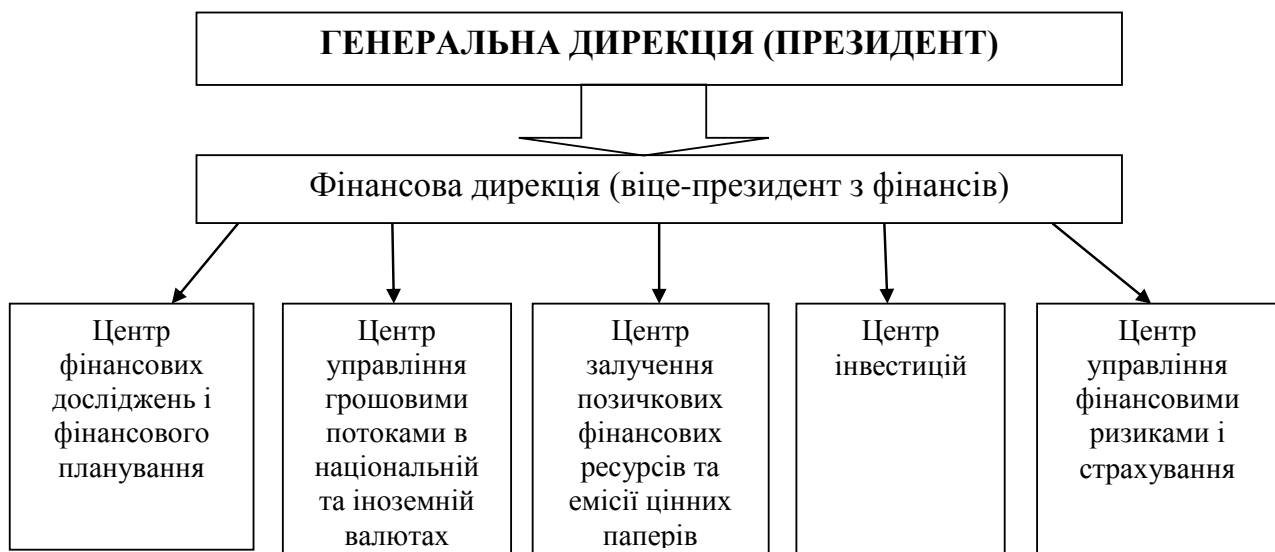 ГЕНЕРАЛЬНА ДИРЕКЦІЯ (ПРЕЗИДЕНТ)
Фінансова дирекція (віце-президент з фінансів)
Центр
фінансових
досліджень і
фінансового
планування
Центр
управління
грошовими
потоками в
національній
та іноземній
валютах
Центр
залучення
позичкових
фінансових
ресурсів та
емісії цінних
паперів
Центр
інвестицій
Центр
управління
фінансовими
ризиками і
страхування